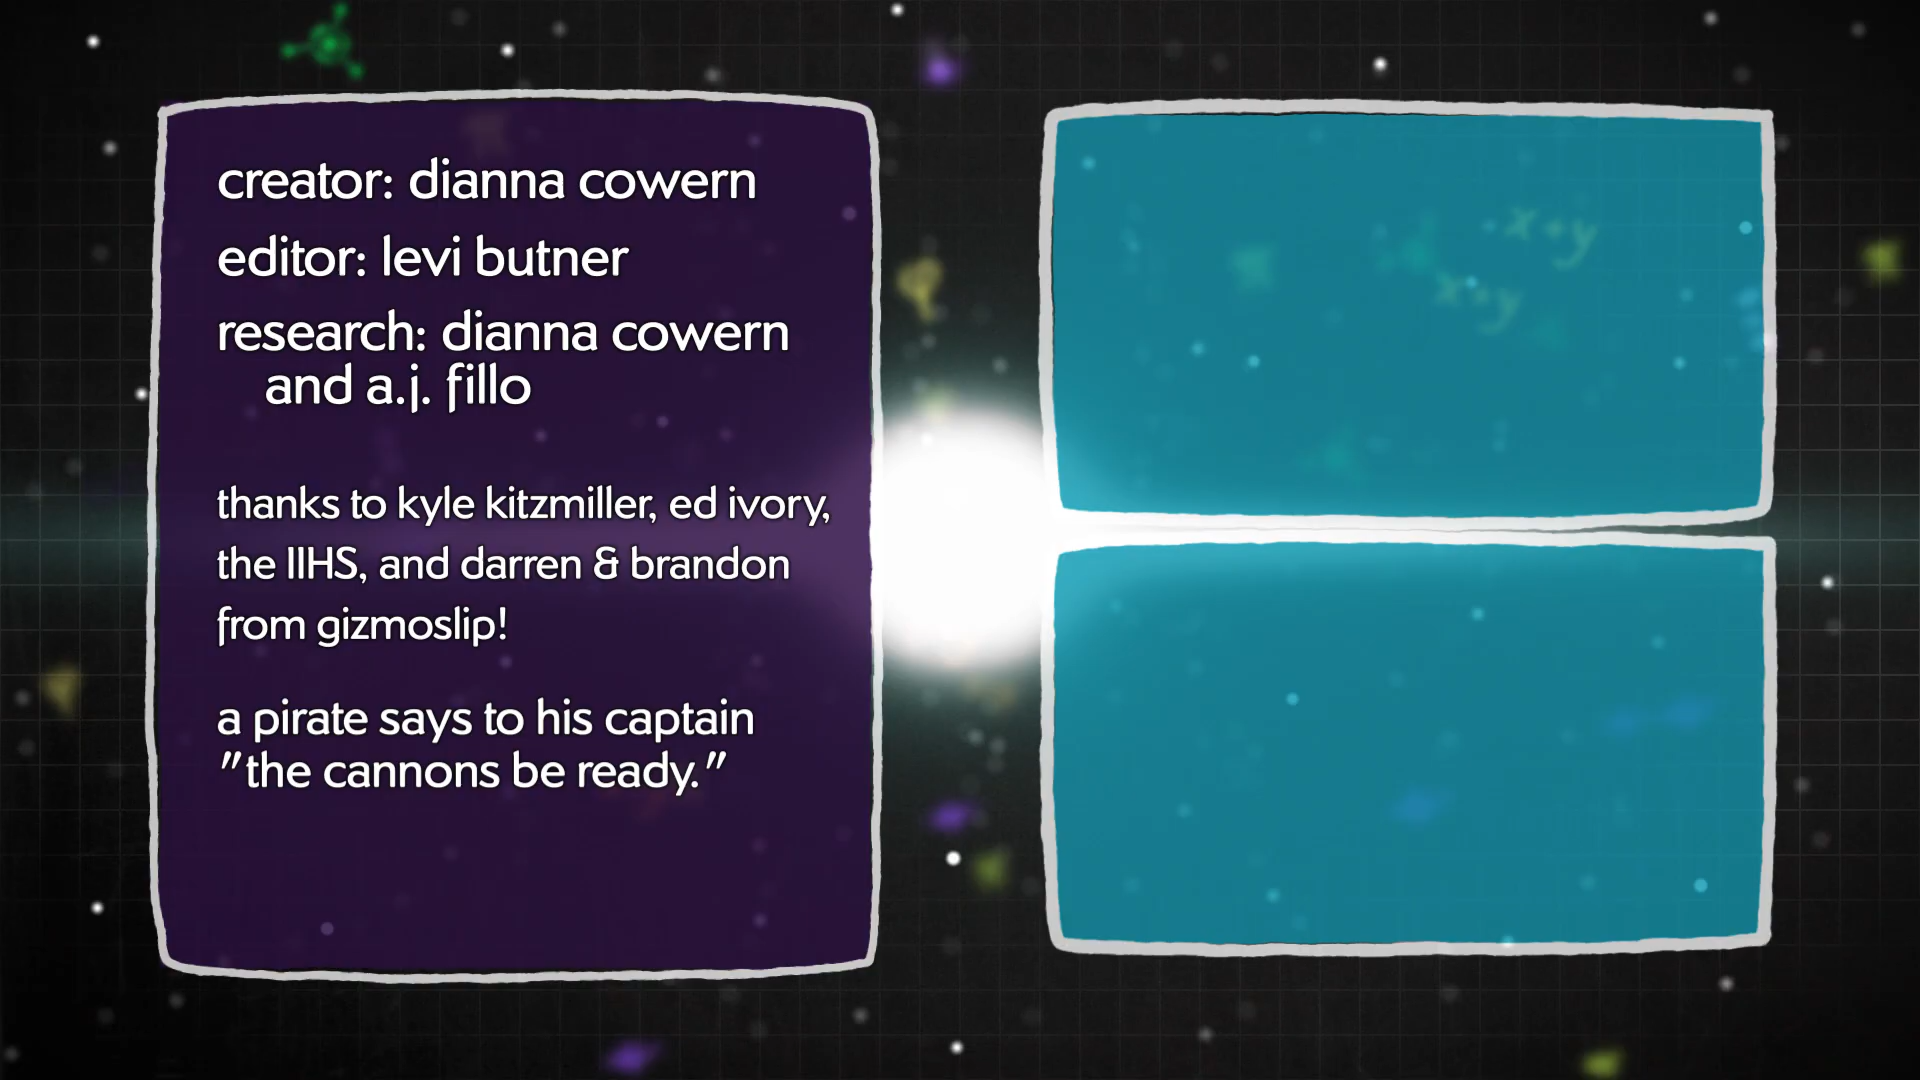 creator: dianna cowern
editor: levi butner
research: dianna cowern
and a.j. fillo
thanks to kyle kitzmiller, ed ivory,
the IIHS, and darren & brandon
from gizmoslip!
a pirate says to his captain
"the cannons be ready."
x+y
x+y